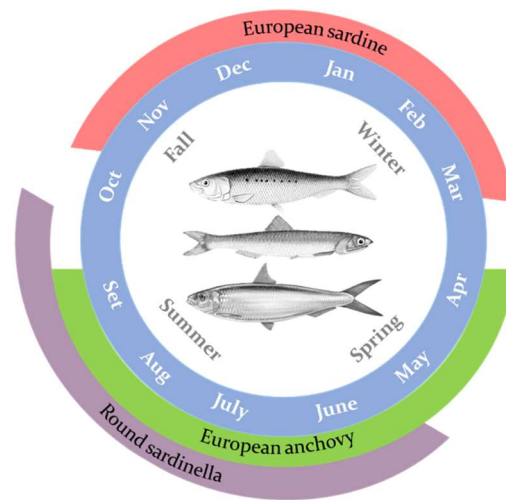 European sardine
Jan
Feb
Mar
Apr
May
June
July
Aug
Set
Oct
Nov
Dec
Fall
Winter
Summer
Spring
European anchovy
Round sardinella